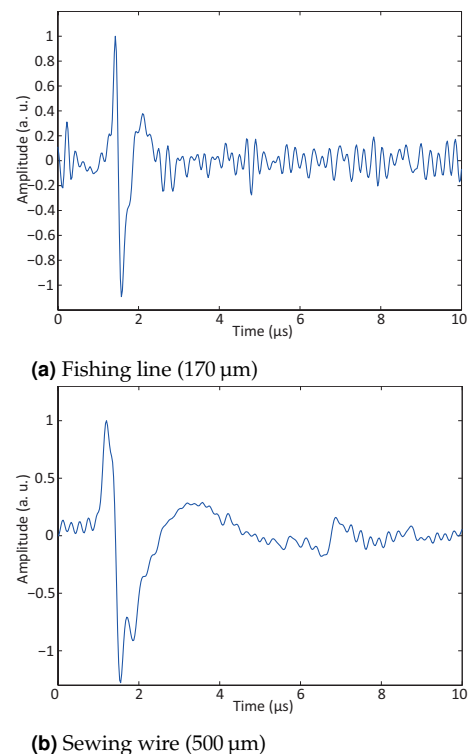 1
0.8
0.6
0.4
0.2
0
−0.2
−0.4
−0.6
−0.8
−1
Amplitude (a. u.)
0 2 4 6 8 10
Time (µs)
(a) Fishing line (170 µm)
1
0.5
0
−0.5
−1
Amplitude (a. u.)
0 2 4 6 8 10
Time (µs)
(b) Sewing wire (500 µm)